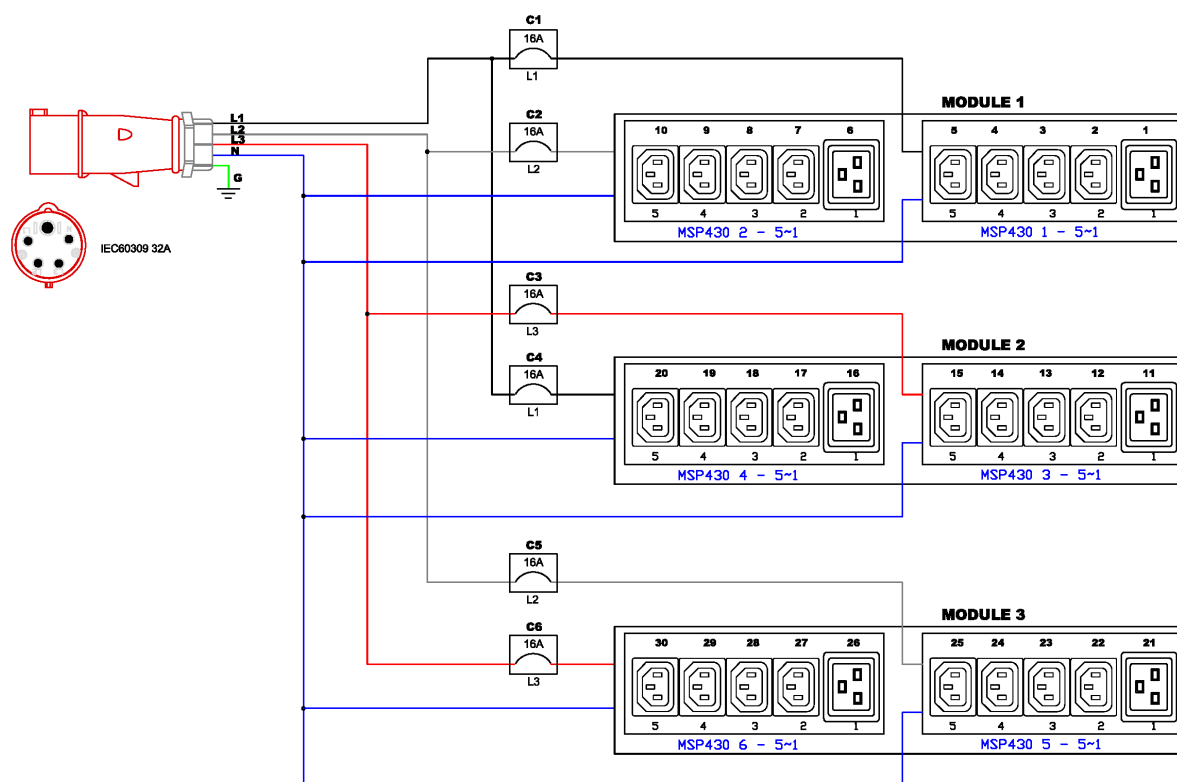 C1
16A
L1
MODULE 1
L1
L2
L3
N
G
C2
16A
L2
10 9 8 7 6
5 4 3 2 1
5 4 3 2 1
5 4 3 2 1
MSP430 2 - 5~1
MSP430 1 - 5~1
IEC60309 32A
C3
16A
L3
MODULE 2
C4
16A
L1
20 19 18 17 16
15 14 13 12 11
5 4 3 2 1
5 4 3 2 1
MSP430 4 - 5~1
MSP430 3 - 5~1
C5
16A
L2
MODULE 3
C6
16A
L3
30 29 28 27 26
25 24 23 22 21
5 4 3 2 1
5 4 3 2 1
MSP430 6 - 5~1
MSP430 5 - 5~1